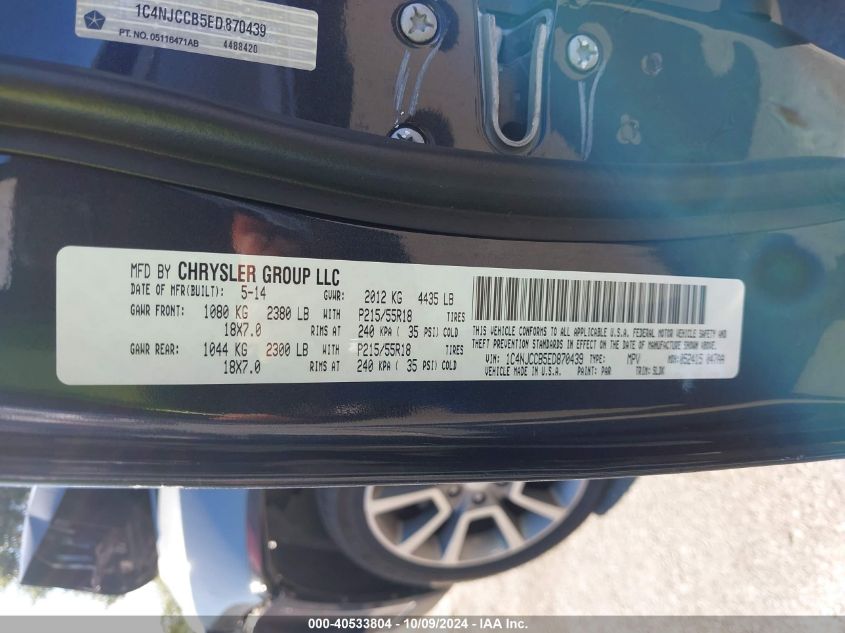 1C4NJCCB5ED870439
PT. NO. 05116471AB 4488420
MFD BY CHRYSLER GROUP LLC
DATE OF MFR(BUILT): 5-14 GVWR: 2012 KG 4435 LB
GAWR FRONT: 1080 KG 2380 LB WITH P215/55R18 TIRES
18X7.0 RIMS AT 240 KPA ( 35 PSI) COLD
GAWR REAR: 1044 KG 2300 LB WITH P215/55R18 TIRES
18X7.0 RIMS AT 240 KPA ( 35 PSI) COLD
THIS VEHICLE CONFORMS TO ALL APPLICABLE U.S.A. FEDERAL MOTOR VEHICLE SAFETY AND
THEFT PREVENTION STANDARDS IN EFFECT ON THE DATE OF MANUFACTURE SHOWN ABOVE.
VIN: 1C4NJCCB5ED870439 TYPE: MPV MDH: 052415 047AA
VEHICLE MADE IN U.S.A. PAINT: PAR TRIM: SLDK
000-40533804 - 10/09/2024 - IAA Inc.